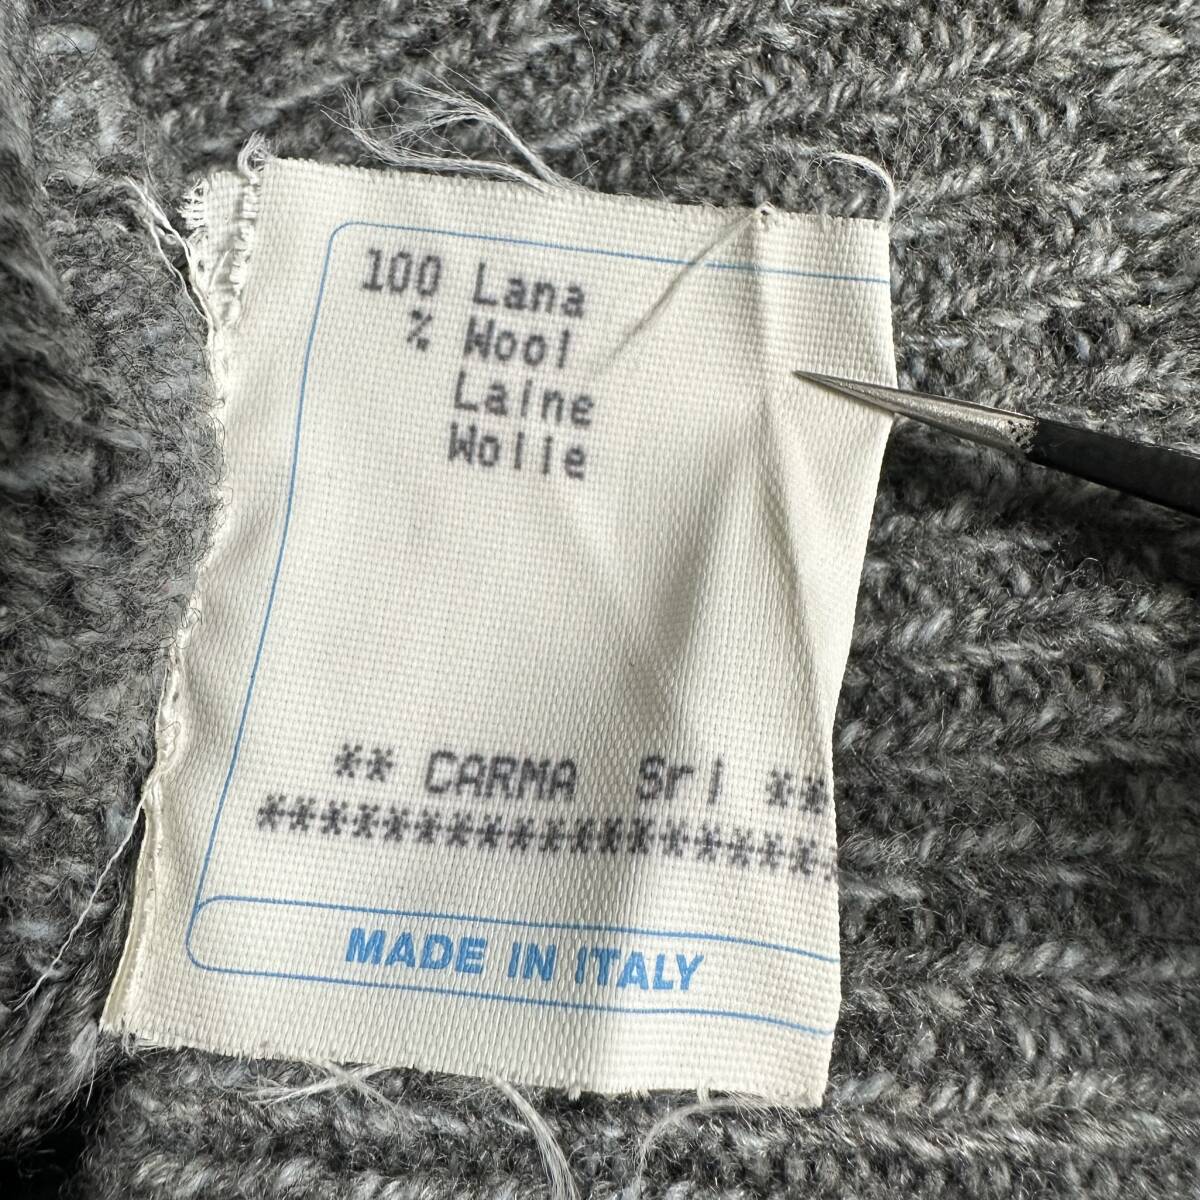 100 Lana
% Wool
Laine
Wolle
** CARMA Srl **
******************
MADE IN ITALY